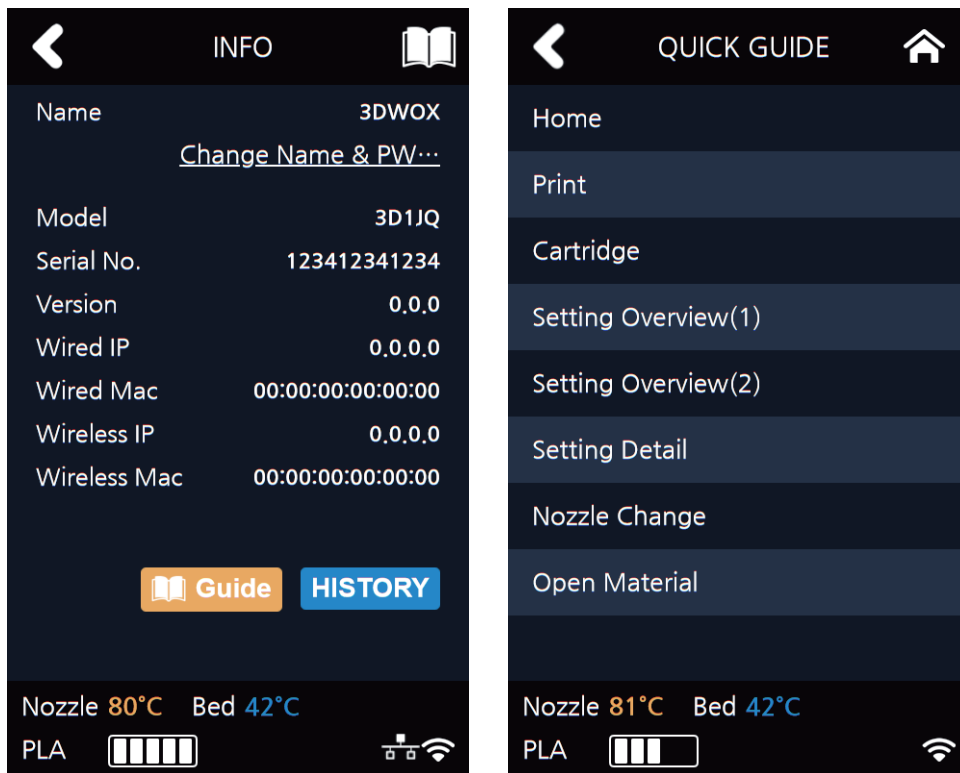 INFO
Name 3DWOX
Change Name & PW···
Model 3D1JQ
Serial No. 123412341234
Version 0.0.0
Wired IP 0.0.0.0
Wired Mac 00:00:00:00:00:00
Wireless IP 0.0.0.0
Wireless Mac 00:00:00:00:00:00
Guide HISTORY
Nozzle 80°C Bed 42°C
PLA
QUICK GUIDE
Home
Print
Cartridge
Setting Overview(1)
Setting Overview(2)
Setting Detail
Nozzle Change
Open Material
Nozzle 81°C Bed 42°C
PLA